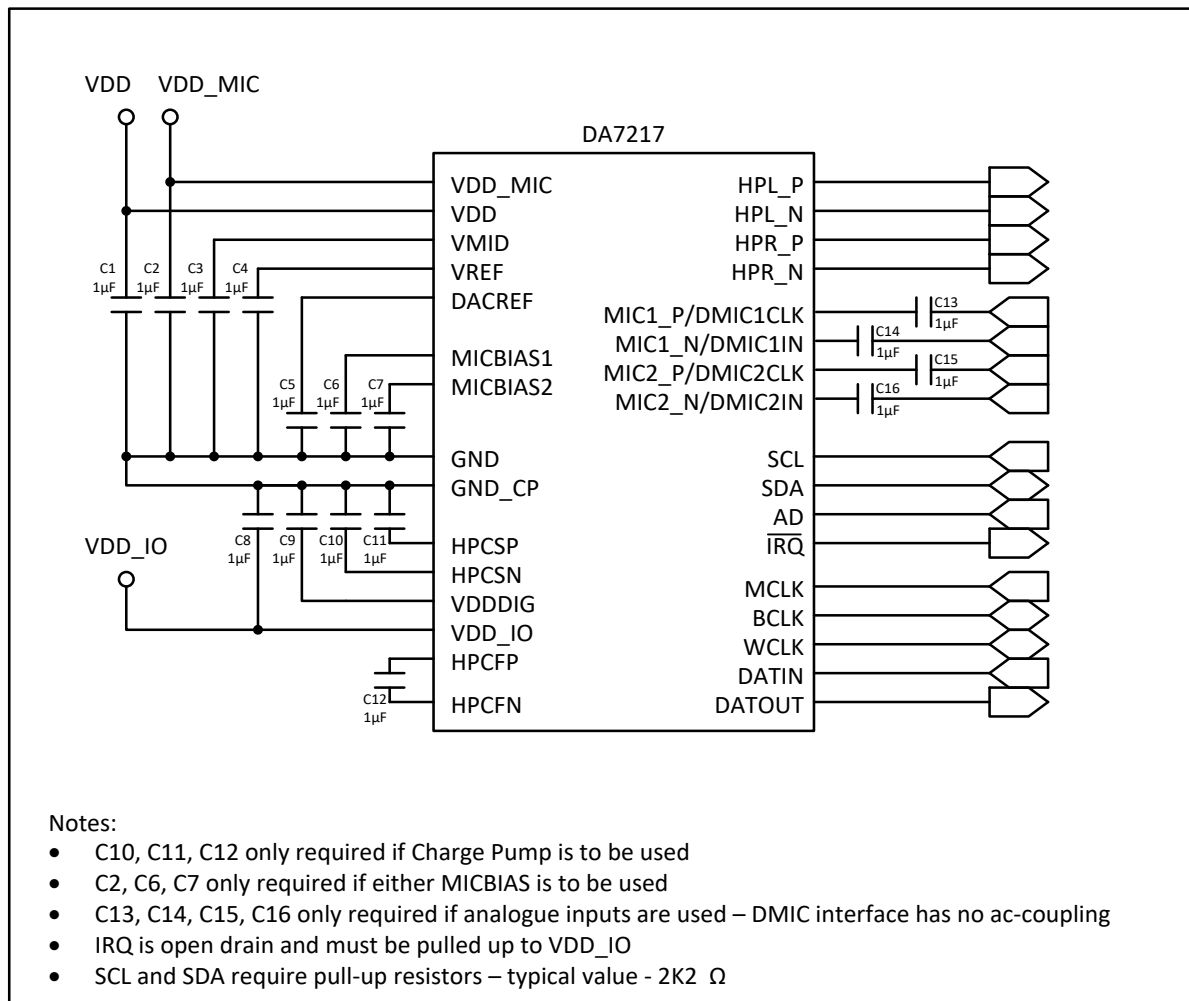 VDD VDD_MIC
DA7217
VDD_MIC
VDD
VMID
VREF
DACREF
MICBIAS1
MICBIAS2
GND
GND_CP
HPCSP
HPCSN
VDDDIG
VDD_IO
HPCFP
HPCFN
HPL_P
HPL_N
HPR_P
HPR_N
MIC1_P/DMIC1CLK
MIC1_N/DMIC1IN
MIC2_P/DMIC2CLK
MIC2_N/DMIC2IN
SCL
SDA
AD
IRQ
MCLK
BCLK
WCLK
DATIN
DATOUT
C1
1µF
C2
1µF
C3
1µF
C4
1µF
C5
1µF
C6
1µF
C7
1µF
C8
1µF
C9
1µF
C10
1µF
C11
1µF
VDD_IO
C12
1µF
C13
1µF
C14
1µF
C15
1µF
C16
1µF
Notes:
• C10, C11, C12 only required if Charge Pump is to be used
• C2, C6, C7 only required if either MICBIAS is to be used
• C13, C14, C15, C16 only required if analogue inputs are used – DMIC interface has no ac-coupling
• IRQ is open drain and must be pulled up to VDD_IO
• SCL and SDA require pull-up resistors – typical value - 2K2 Ω